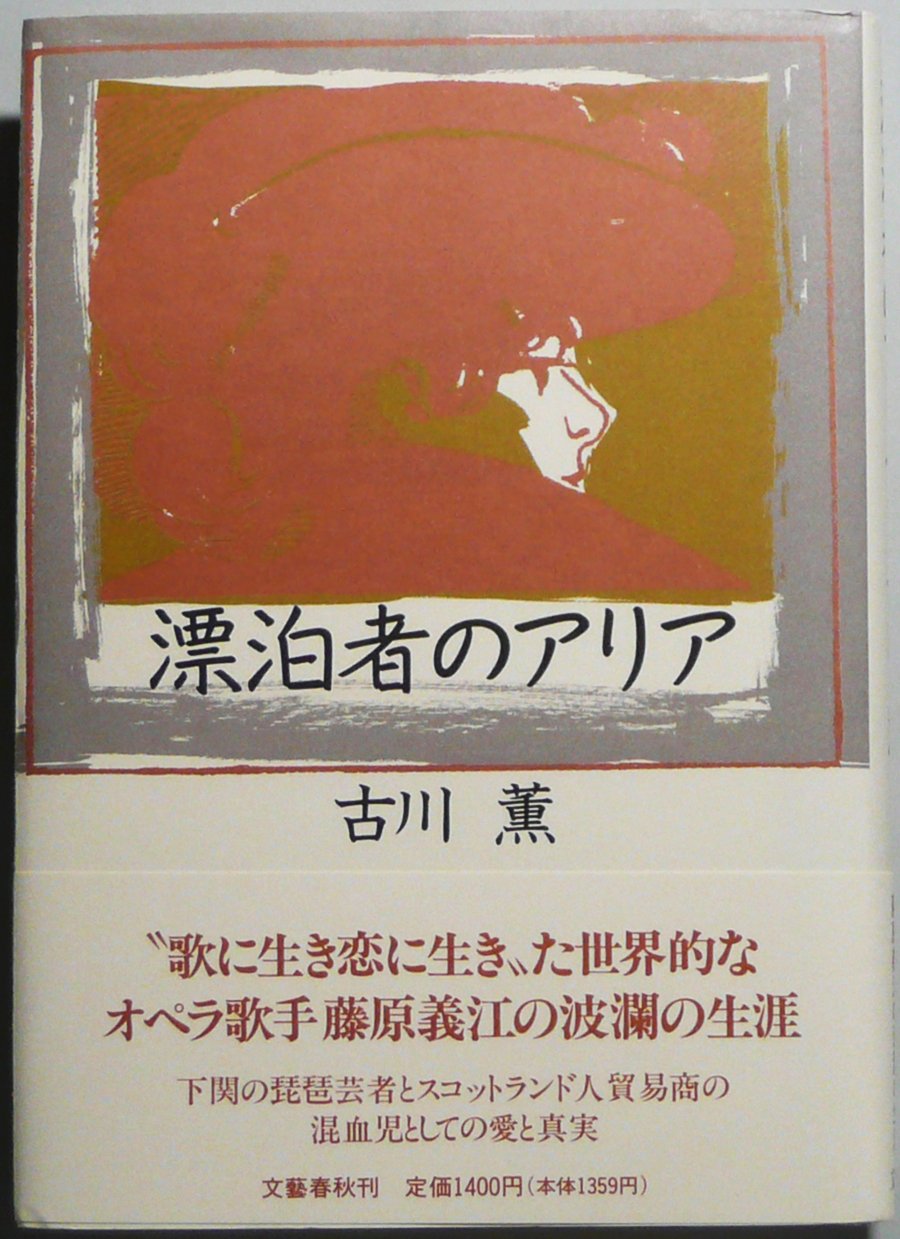 漂泊者のアリア
古川 薫
〝歌に生き恋に生き〟た世界的な
オペラ歌手藤原義江の波瀾の生涯
下関の琵琶芸者とスコットランド人貿易商の
混血児としての愛と真実
文藝春秋刊 定価1400円(本体1359円)